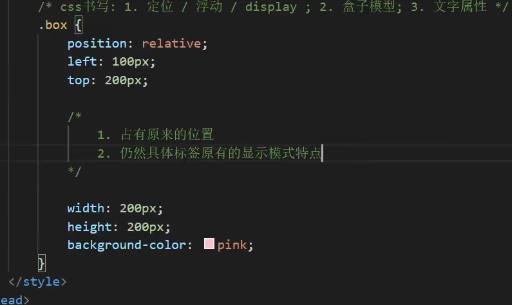 /* css书写: 1. 定位 / 浮动 / display ; 2. 盒子模型; 3. 文字属性 */
.box {
position: relative;
left: 100px;
top: 200px;
/*
1. 占有原来的位置
2. 仍然具体标签原有的显示模式特点
*/
width: 200px;
height: 200px;
background-color: pink;
}
</style>
ead>